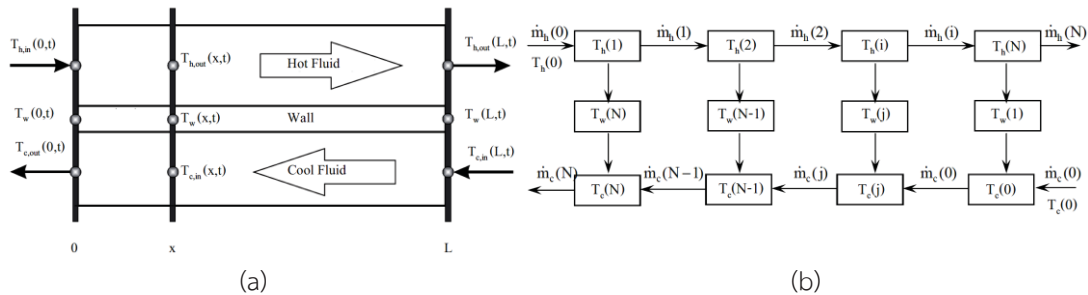 T_h,in(0,t)
T_h,out(x,t)
Hot Fluid
T_h,out(L,t)
T_w(0,t)
T_w(x,t)
Wall
T_w(L,t)
T_c,out(0,t)
T_c,in(x,t)
Cool Fluid
T_c,in(L,t)
0 x L
(a)
ṁ_h(0) ṁ_h(1) ṁ_h(2) ṁ_h(i) ṁ_h(N)
T_h(1) T_h(2) T_h(i) T_h(N)
T_h(0)
T_w(N) T_w(N-1) T_w(j) T_w(1)
ṁ_c(N) ṁ_c(N−1) ṁ_c(j) ṁ_c(0) ṁ_c(0)
T_c(N) T_c(N-1) T_c(j) T_c(0)
T_c(0)
(b)